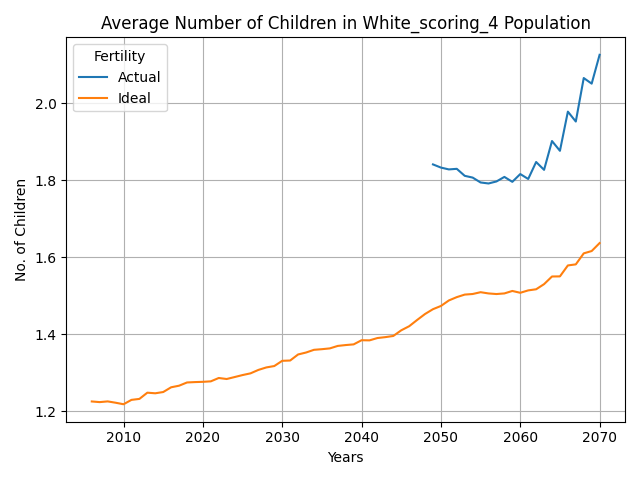 Average Number of Children in White_scoring_4 Population
Fertility
Actual
Ideal
No. of Children
2.0
1.8
1.6
1.4
1.2
2010 2020 2030 2040 2050 2060 2070
Years